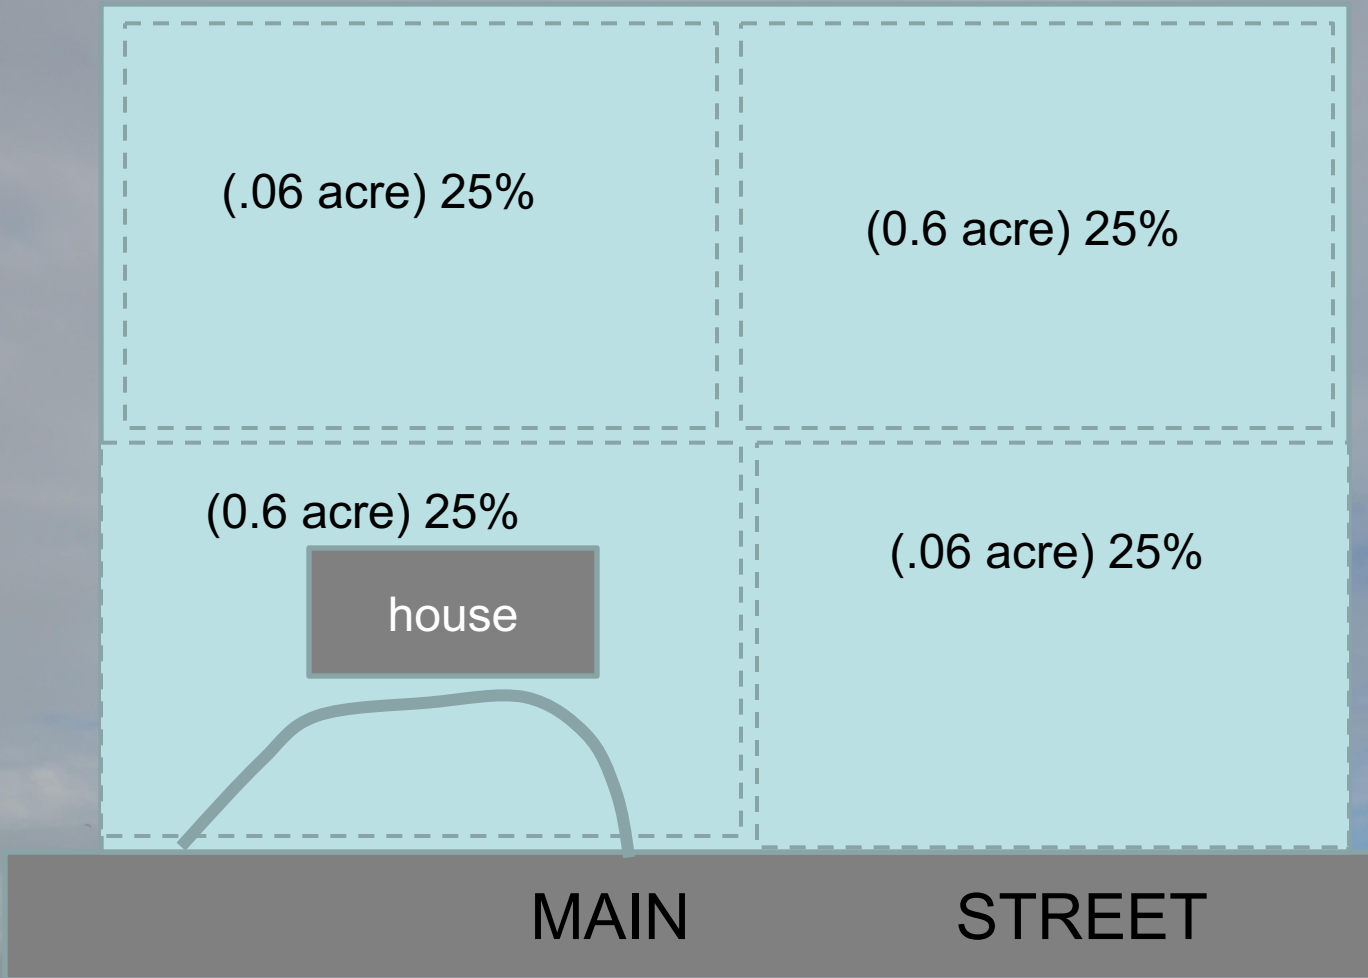 (.06 acre) 25%
(0.6 acre) 25%
(0.6 acre) 25%
(.06 acre) 25%
house
MAIN STREET